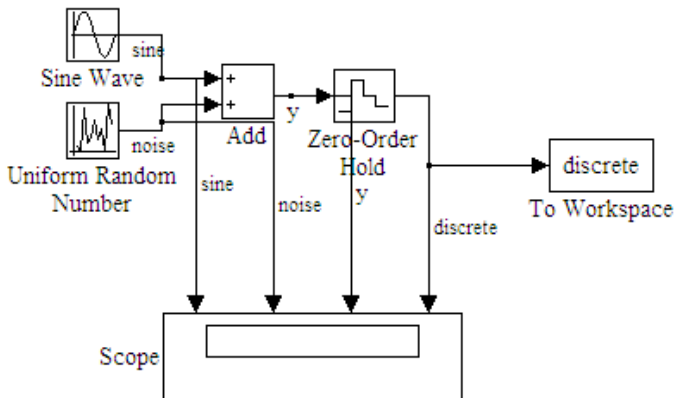 sine
Sine Wave
+
+
y
Add
noise
Uniform Random
Number
Zero-Order
Hold
sine
noise
y
discrete
discrete
To Workspace
Scope